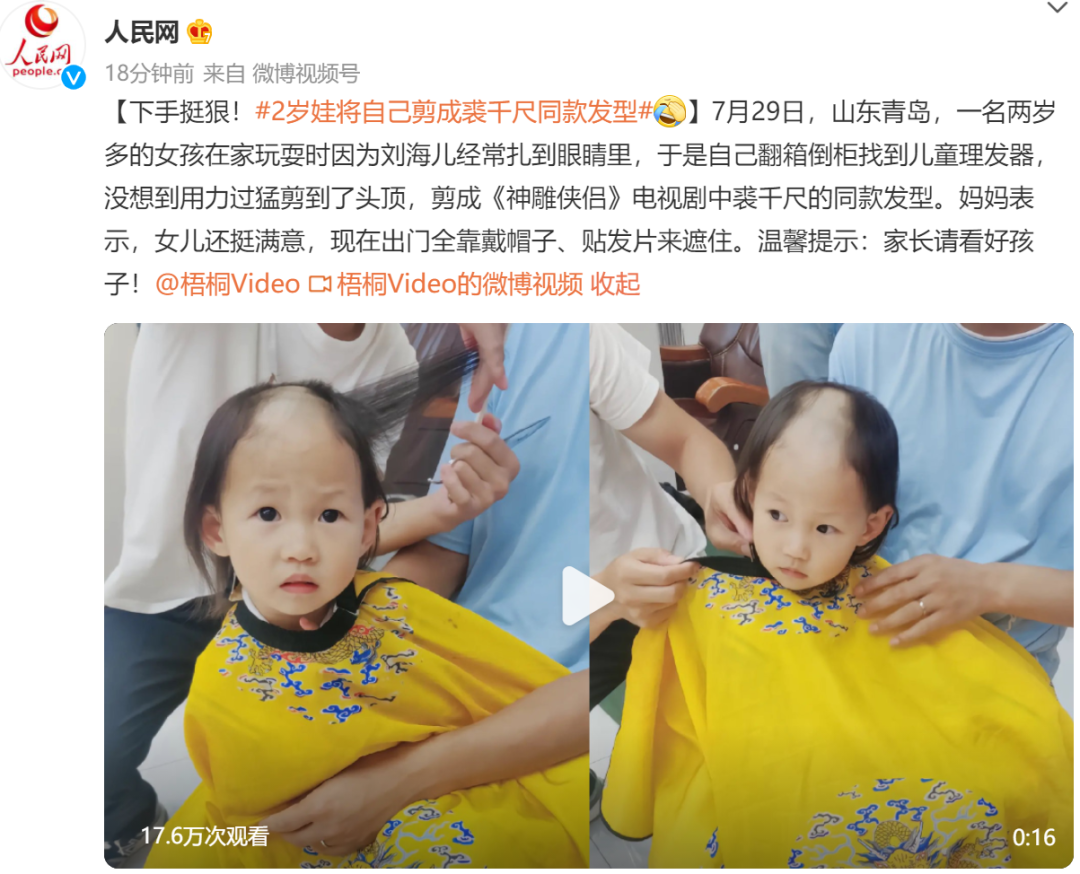 人民网
people.c
人民网
18分钟前 来自 微博视频号
【下手挺狠！#2岁娃将自己剪成裘千尺同款发型#🤣】7月29日，山东青岛，一名两岁
多的女孩在家玩耍时因为刘海儿经常扎到眼睛里，于是自己翻箱倒柜找到儿童理发器，
没想到用力过猛剪到了头顶，剪成《神雕侠侣》电视剧中裘千尺的同款发型。妈妈表
示，女儿还挺满意，现在出门全靠戴帽子、贴发片来遮住。温馨提示：家长请看好孩
子！@梧桐Video 梧桐Video的微博视频 收起
17.6万次观看
0:16